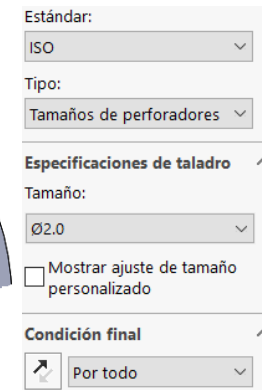 Estándar:
ISO
Tipo:
Tamaños de perforadores
Especificaciones de taladro
Tamaño:
Ø2.0
Mostrar ajuste de tamaño
personalizado
Condición final
Por todo